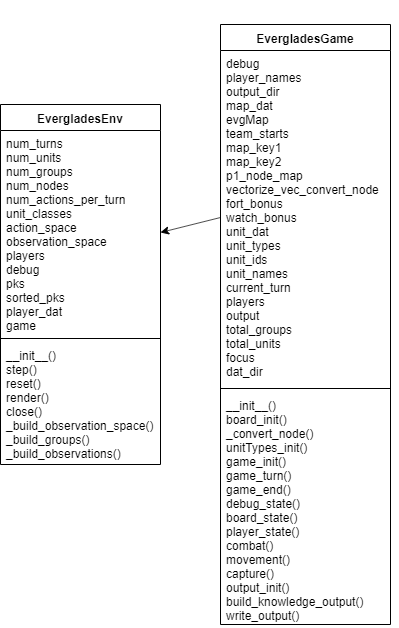 EvergladesEnv
num_turns
num_units
num_groups
num_nodes
num_actions_per_turn
unit_classes
action_space
observation_space
players
debug
pks
sorted_pks
player_dat
game
__init__()
step()
reset()
render()
close()
_build_observation_space()
_build_groups()
_build_observations()
EvergladesGame
debug
player_names
output_dir
map_dat
evgMap
team_starts
map_key1
map_key2
p1_node_map
vectorize_vec_convert_node
fort_bonus
watch_bonus
unit_dat
unit_types
unit_ids
unit_names
current_turn
players
output
total_groups
total_units
focus
dat_dir
__init__()
board_init()
_convert_node()
unitTypes_init()
game_init()
game_turn()
game_end()
debug_state()
board_state()
player_state()
combat()
movement()
capture()
output_init()
build_knowledge_output()
write_output()